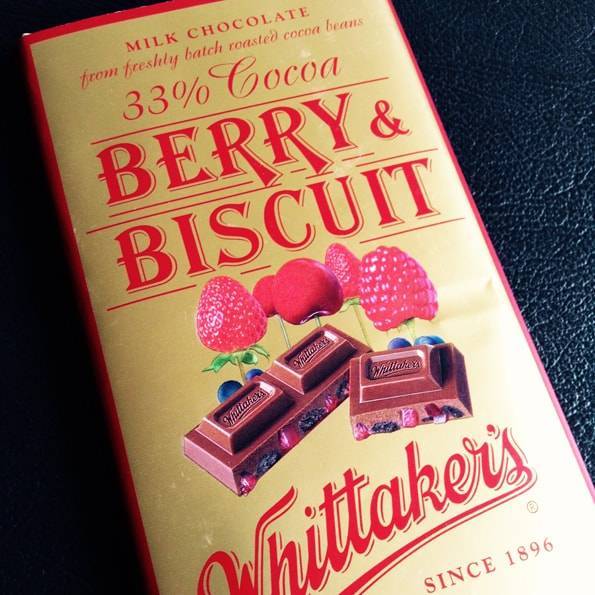 MILK CHOCOLATE
from freshly batch roasted cocoa beans
33% Cocoa
BERRY &
BISCUIT
Whittaker's
Whittaker's
Whittaker's
Whittaker's®
SINCE 1896